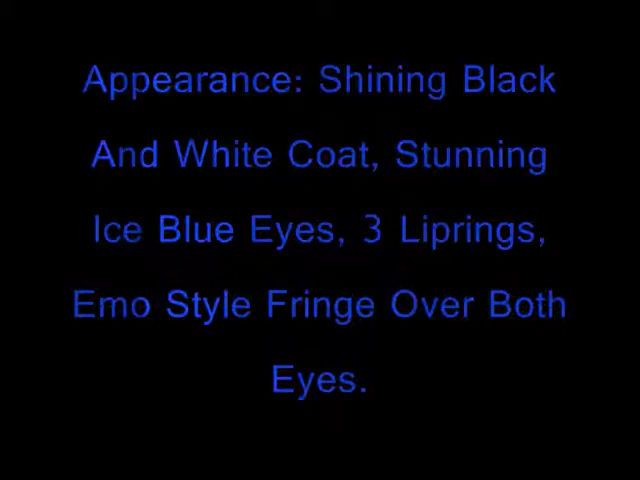 Appearance: Shining Black
And White Coat, Stunning
Ice Blue Eyes, 3 Liprings,
Emo Style Fringe Over Both
Eyes.